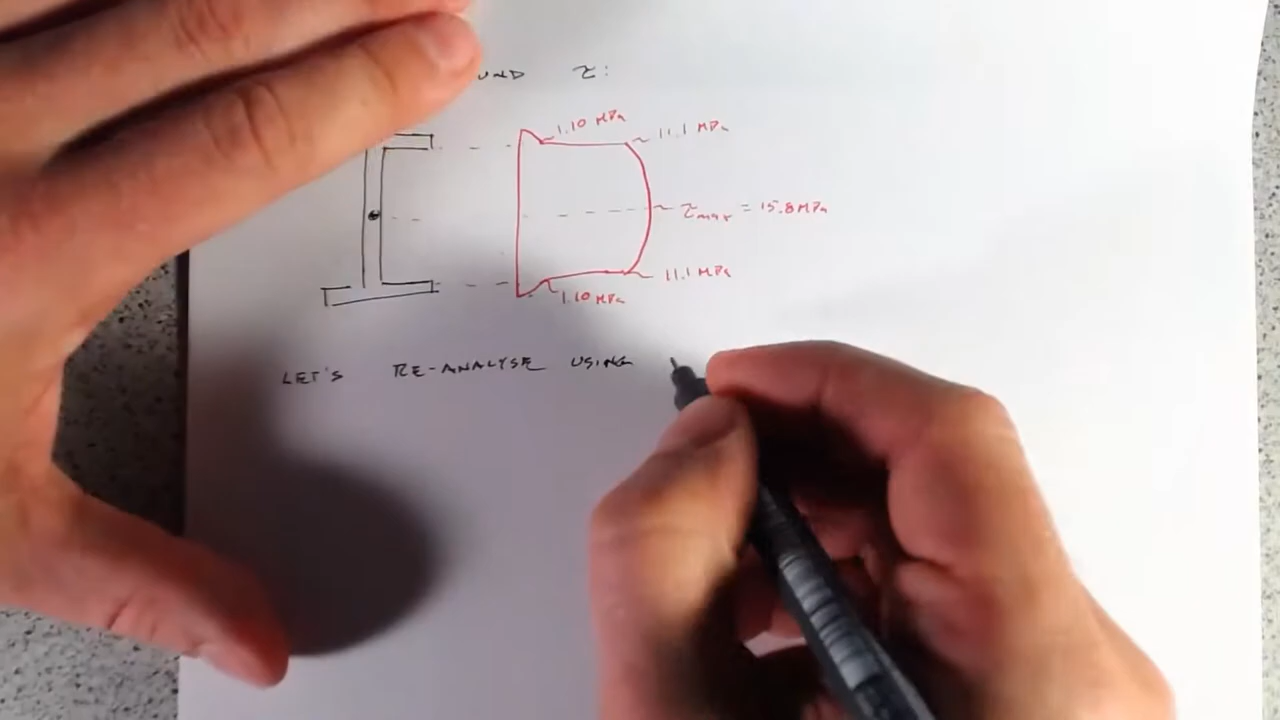 UND τ:
1.10 MPa
11.1 MPa
τmax = 15.8 MPa
11.1 MPa
1.10 MPa
LET'S RE-ANALYSE USING